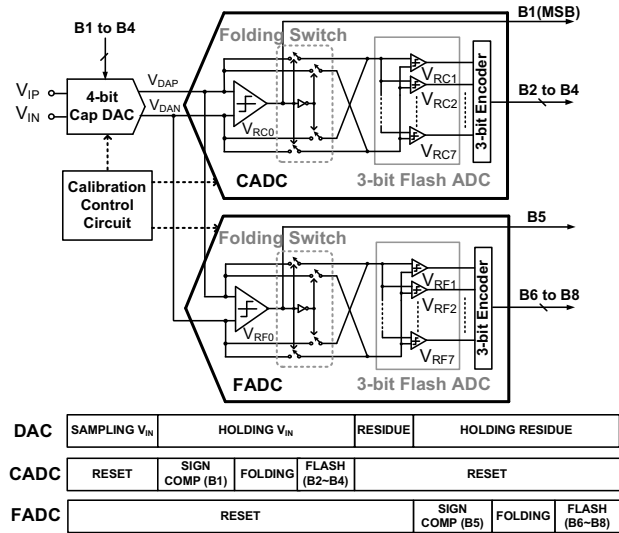 B1(MSB)
B1 to B4
Folding Switch
V_DAP
V_IP
4-bit
Cap DAC
V_IN
V_DAN
V_RC0
V_RC1
V_RC2
V_RC7
3-bit Encoder
B2 to B4
CADC
3-bit Flash ADC
Calibration
Control
Circuit
B5
Folding Switch
V_RF0
V_RF1
V_RF2
V_RF7
3-bit Encoder
B6 to B8
FADC
3-bit Flash ADC
DAC SAMPLING V_IN HOLDING V_IN RESIDUE HOLDING RESIDUE
CADC RESET SIGN COMP (B1) FOLDING FLASH (B2~B4) RESET
FADC RESET SIGN COMP (B5) FOLDING FLASH (B6~B8)